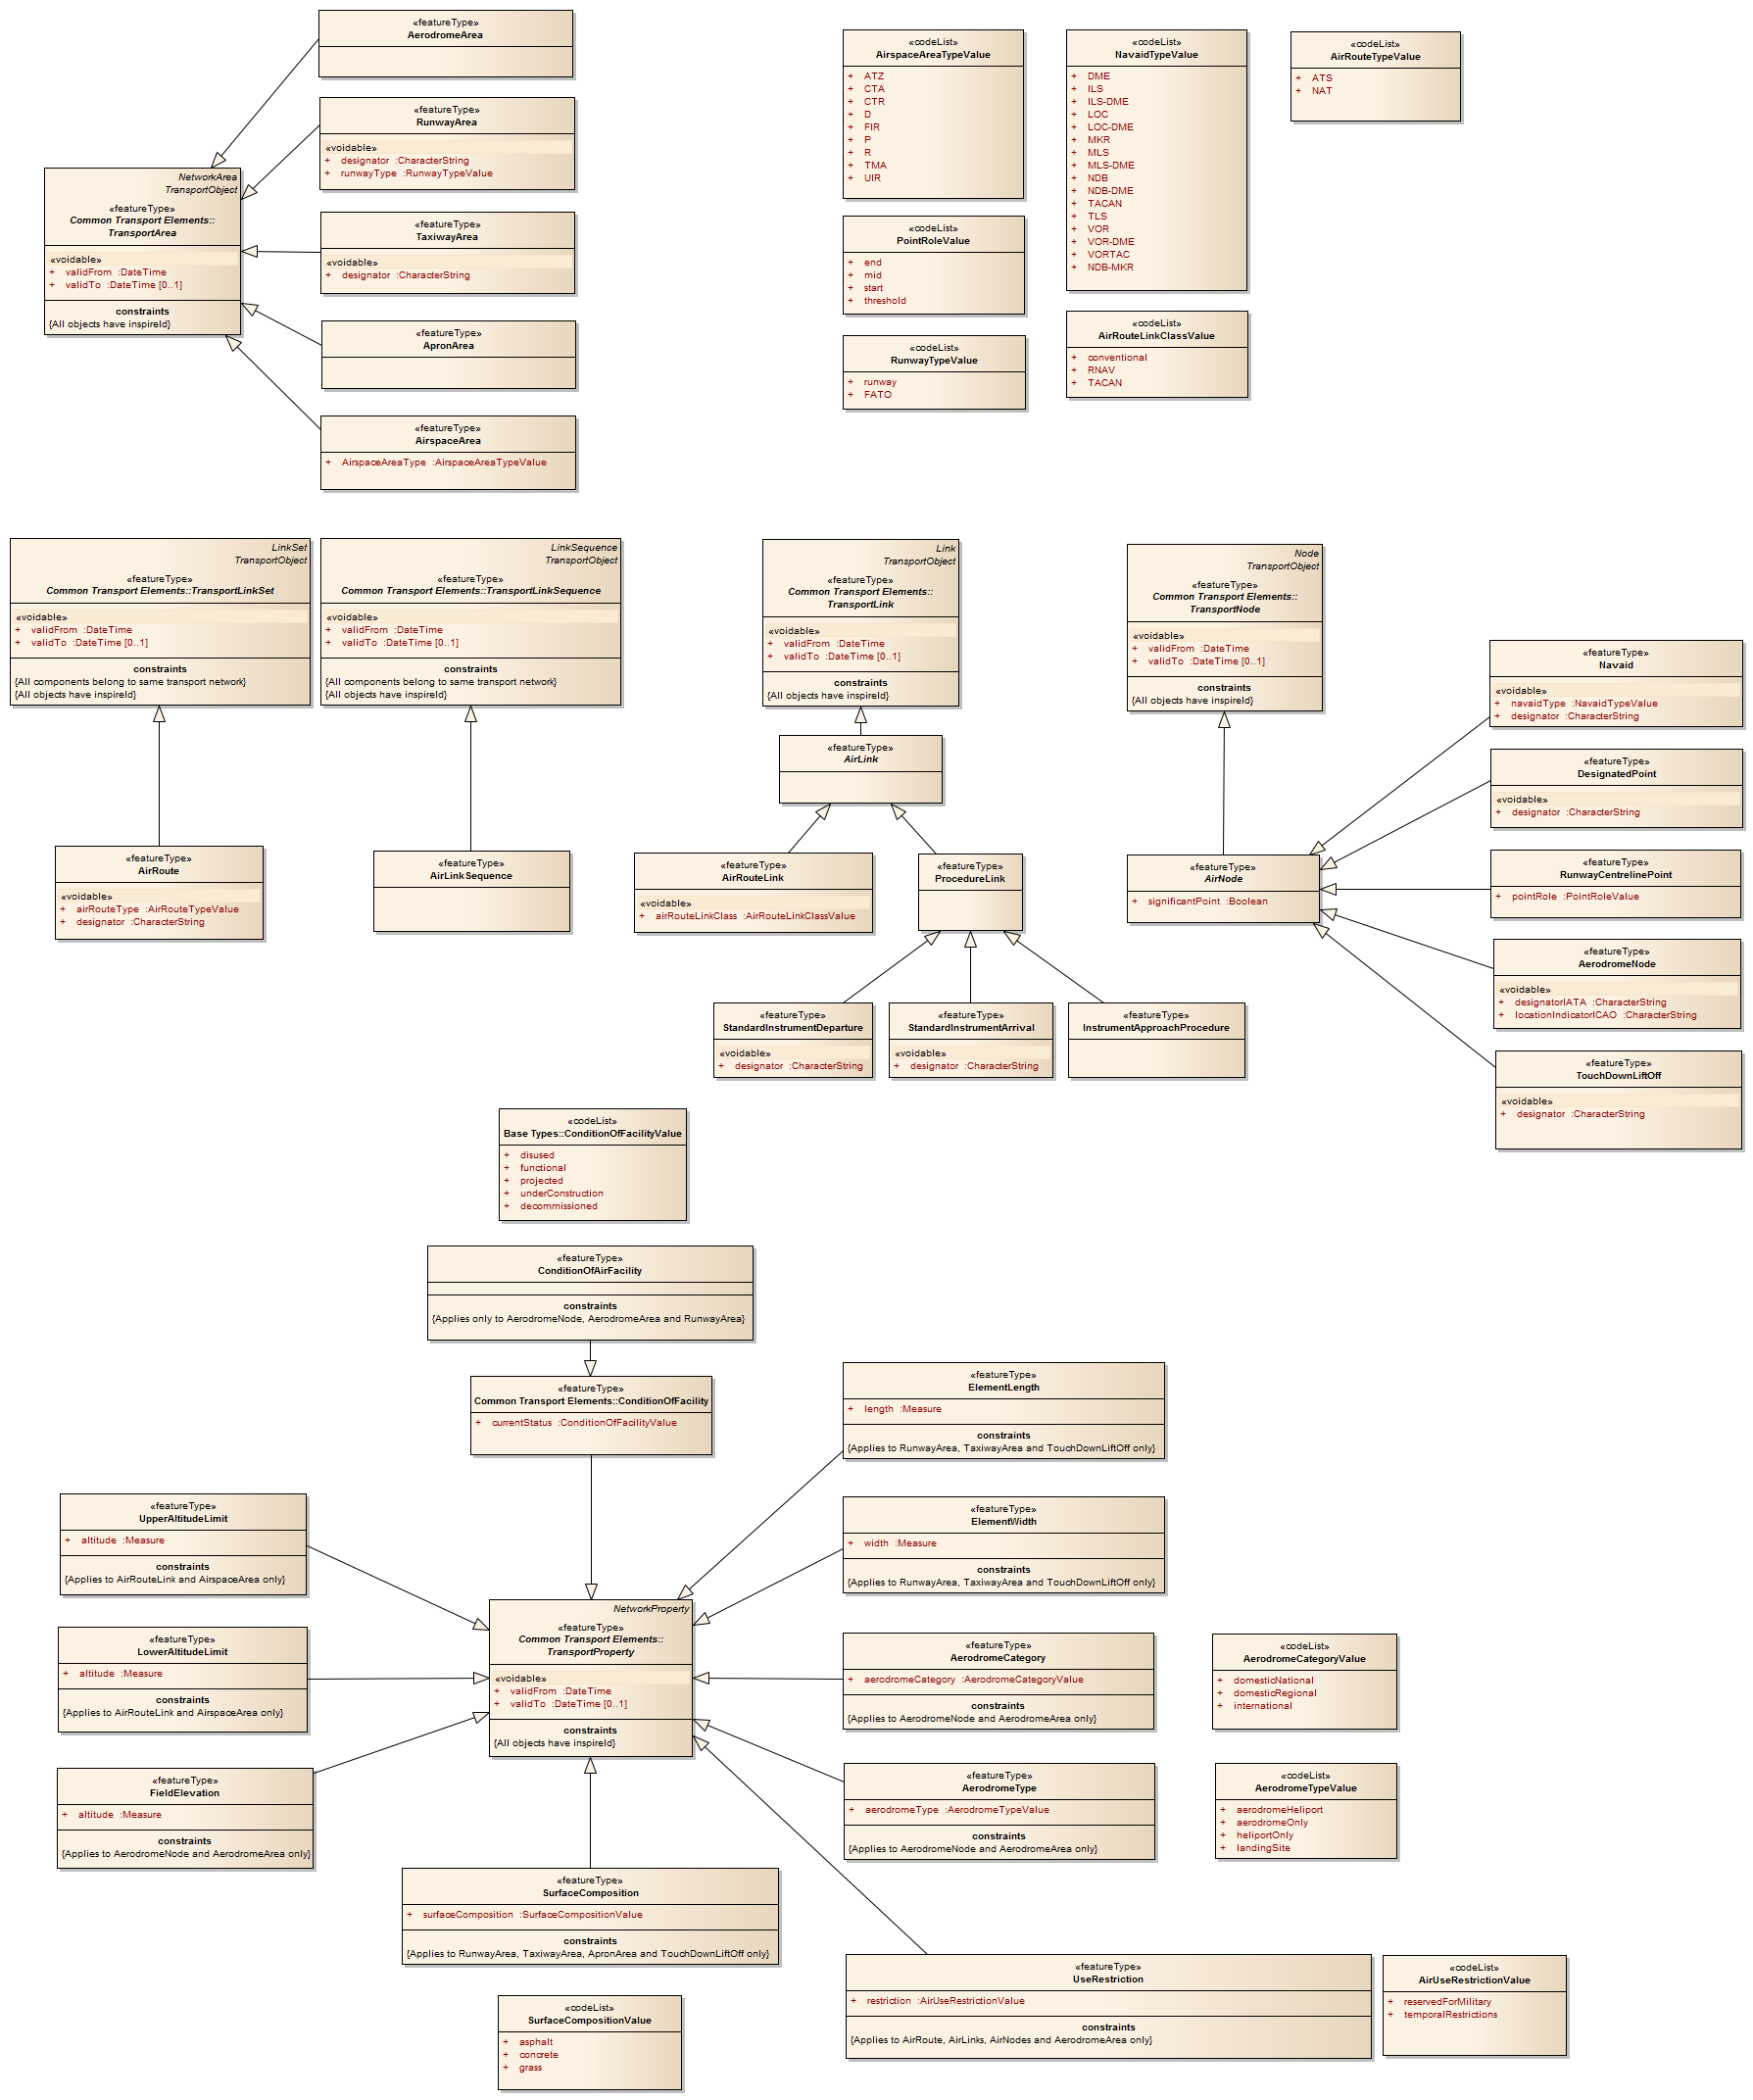 «featureType»
AerodromeArea
«featureType»
RunwayArea
«voidable»
+ designator :CharacterString
+ runwayType :RunwayTypeValue
NetworkArea
TransportObject
«featureType»
Common Transport Elements::
TransportArea
«voidable»
+ validFrom :DateTime
+ validTo :DateTime [0..1]
constraints
{All objects have inspireId}
«featureType»
TaxiwayArea
«voidable»
+ designator :CharacterString
«featureType»
ApronArea
«featureType»
AirspaceArea
+ AirspaceAreaType :AirspaceAreaTypeValue
«codeList»
AirspaceAreaTypeValue
+ ATZ
+ CTA
+ CTR
+ D
+ FIR
+ P
+ R
+ TMA
+ UIR
«codeList»
PointRoleValue
+ end
+ mid
+ start
+ threshold
«codeList»
RunwayTypeValue
+ runway
+ FATO
«codeList»
NavaidTypeValue
+ DME
+ ILS
+ ILS-DME
+ LOC
+ LOC-DME
+ MKR
+ MLS
+ MLS-DME
+ NDB
+ NDB-DME
+ TACAN
+ TLS
+ VOR
+ VOR-DME
+ VORTAC
+ NDB-MKR
«codeList»
AirRouteLinkClassValue
+ conventional
+ RNAV
+ TACAN
«codeList»
AirRouteTypeValue
+ ATS
+ NAT
LinkSet
TransportObject
«featureType»
Common Transport Elements::TransportLinkSet
«voidable»
+ validFrom :DateTime
+ validTo :DateTime [0..1]
constraints
{All components belong to same transport network}
{All objects have inspireId}
LinkSequence
TransportObject
«featureType»
Common Transport Elements::TransportLinkSequence
«voidable»
+ validFrom :DateTime
+ validTo :DateTime [0..1]
constraints
{All components belong to same transport network}
{All objects have inspireId}
Link
TransportObject
«featureType»
Common Transport Elements::
TransportLink
«voidable»
+ validFrom :DateTime
+ validTo :DateTime [0..1]
constraints
{All objects have inspireId}
Node
TransportObject
«featureType»
Common Transport Elements::
TransportNode
«voidable»
+ validFrom :DateTime
+ validTo :DateTime [0..1]
constraints
{All objects have inspireId}
«featureType»
Navaid
«voidable»
+ navaidType :NavaidTypeValue
+ designator :CharacterString
«featureType»
AirLink
«featureType»
DesignatedPoint
«voidable»
+ designator :CharacterString
«featureType»
AirRoute
«voidable»
+ airRouteType :AirRouteTypeValue
+ designator :CharacterString
«featureType»
AirLinkSequence
«featureType»
AirRouteLink
«voidable»
+ airRouteLinkClass :AirRouteLinkClassValue
«featureType»
ProcedureLink
«featureType»
AirNode
+ significantPoint :Boolean
«featureType»
RunwayCentrelinePoint
+ pointRole :PointRoleValue
«featureType»
AerodromeNode
«voidable»
+ designatorIATA :CharacterString
+ locationIndicatorICAO :CharacterString
«featureType»
StandardInstrumentDeparture
«voidable»
+ designator :CharacterString
«featureType»
StandardInstrumentArrival
«voidable»
+ designator :CharacterString
«featureType»
InstrumentApproachProcedure
«featureType»
TouchDownLiftOff
«voidable»
+ designator :CharacterString
«codeList»
Base Types::ConditionOfFacilityValue
+ disused
+ functional
+ projected
+ underConstruction
+ decommissioned
«featureType»
ConditionOfAirFacility
constraints
{Applies only to AerodromeNode, AerodromeArea and RunwayArea}
«featureType»
Common Transport Elements::ConditionOfFacility
+ currentStatus :ConditionOfFacilityValue
«featureType»
ElementLength
+ length :Measure
constraints
{Applies to RunwayArea, TaxiwayArea and TouchDownLiftOff only}
«featureType»
UpperAltitudeLimit
+ altitude :Measure
constraints
{Applies to AirRouteLink and AirspaceArea only}
«featureType»
ElementWidth
+ width :Measure
constraints
{Applies to RunwayArea, TaxiwayArea and TouchDownLiftOff only}
NetworkProperty
«featureType»
Common Transport Elements::
TransportProperty
«voidable»
+ validFrom :DateTime
+ validTo :DateTime [0..1]
constraints
{All objects have inspireId}
«featureType»
LowerAltitudeLimit
+ altitude :Measure
constraints
{Applies to AirRouteLink and AirspaceArea only}
«featureType»
AerodromeCategory
+ aerodromeCategory :AerodromeCategoryValue
constraints
{Applies to AerodromeNode and AerodromeArea only}
«codeList»
AerodromeCategoryValue
+ domesticNational
+ domesticRegional
+ international
«featureType»
FieldElevation
+ altitude :Measure
constraints
{Applies to AerodromeNode and AerodromeArea only}
«featureType»
AerodromeType
+ aerodromeType :AerodromeTypeValue
constraints
{Applies to AerodromeNode and AerodromeArea only}
«codeList»
AerodromeTypeValue
+ aerodromeHeliport
+ aerodromeOnly
+ heliportOnly
+ landingSite
«featureType»
SurfaceComposition
+ surfaceComposition :SurfaceCompositionValue
constraints
{Applies to RunwayArea, TaxiwayArea, ApronArea and TouchDownLiftOff only}
«featureType»
UseRestriction
+ restriction :AirUseRestrictionValue
constraints
{Applies to AirRoute, AirLinks, AirNodes and AerodromeArea only}
«codeList»
AirUseRestrictionValue
+ reservedForMilitary
+ temporalRestrictions
«codeList»
SurfaceCompositionValue
+ asphalt
+ concrete
+ grass